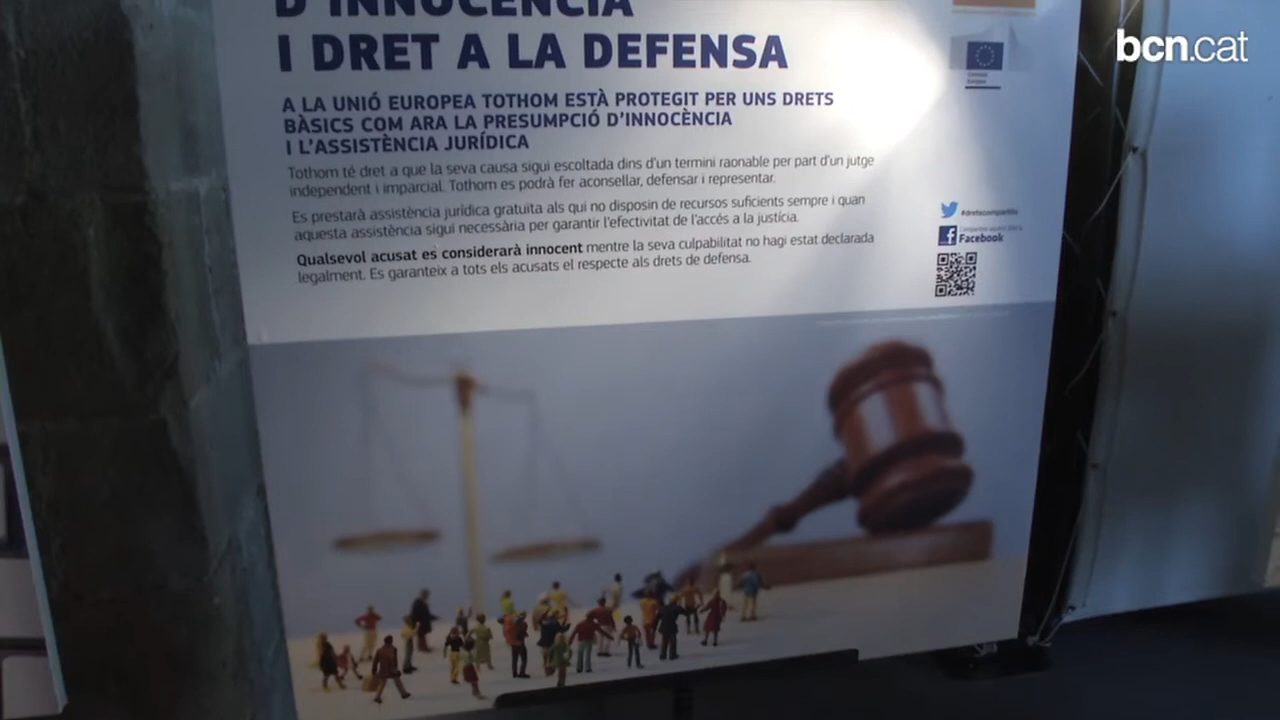 D'INNOCÈNCIA
I DRET A LA DEFENSA
A LA UNIÓ EUROPEA TOTHOM ESTÀ PROTEGIT PER UNS DRETS
BÀSICS COM ARA LA PRESUMPCIÓ D'INNOCÈNCIA
I L'ASSISTÈNCIA JURÍDICA
Tothom té dret a que la seva causa sigui escoltada dins d'un termini raonable per part d'un jutge
independent i imparcial. Tothom es podrà fer aconsellar, defensar i representar.
Es prestarà assistència jurídica gratuïta als qui no disposin de recursos suficients sempre i quan
aquesta assistència sigui necessària per garantir l'efectivitat de l'accés a la justícia.
Qualsevol acusat es considerarà innocent mentre la seva culpabilitat no hagi estat declarada
legalment. Es garanteix a tots els acusats el respecte als drets de defensa.
bcn.cat
Comissió
Europea
#dretscompartits
Facebook